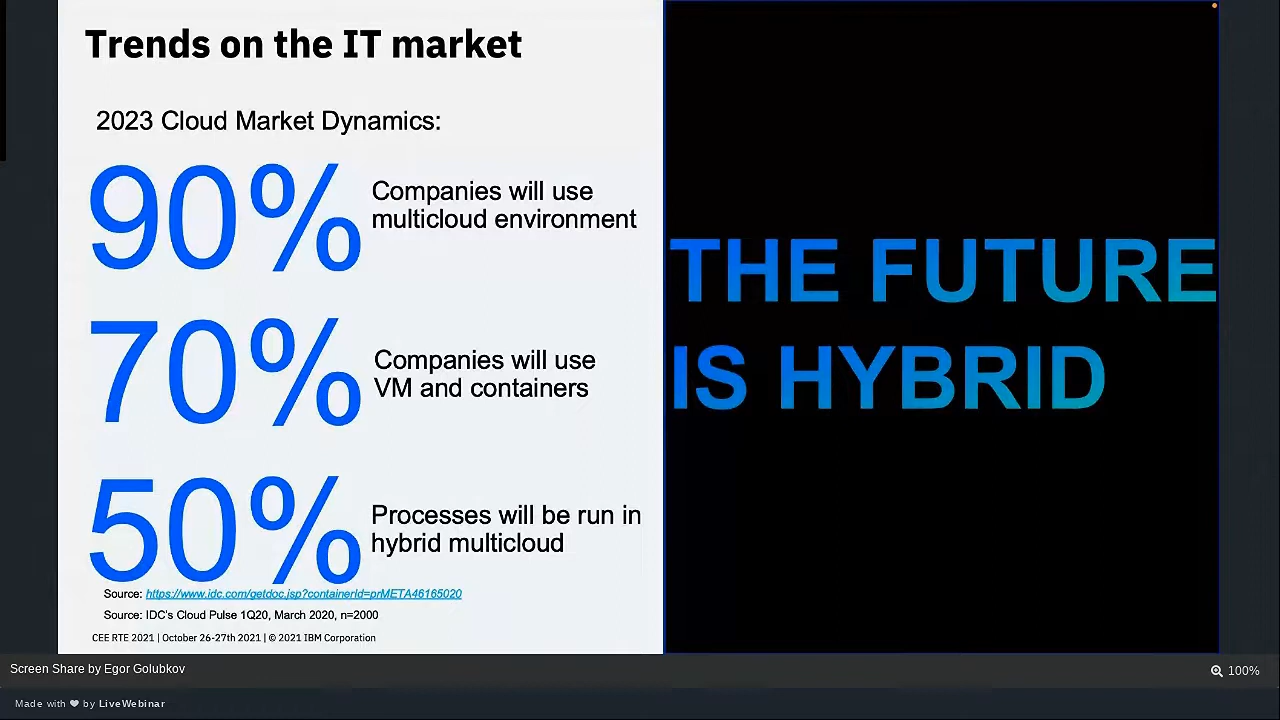 Trends on the IT market
2023 Cloud Market Dynamics:
90%
Companies will use
multicloud environment
70%
Companies will use
VM and containers
50%
Processes will be run in
hybrid multicloud
Source: https://www.idc.com/getdoc.jsp?containerId=prMETA46165020
Source: IDC's Cloud Pulse 1Q20, March 2020, n=2000
CEE RTE 2021 | October 26-27th 2021 | © 2021 IBM Corporation
THE FUTURE
IS HYBRID
Screen Share by Egor Golubkov
100%
Made with ❤ by LiveWebinar